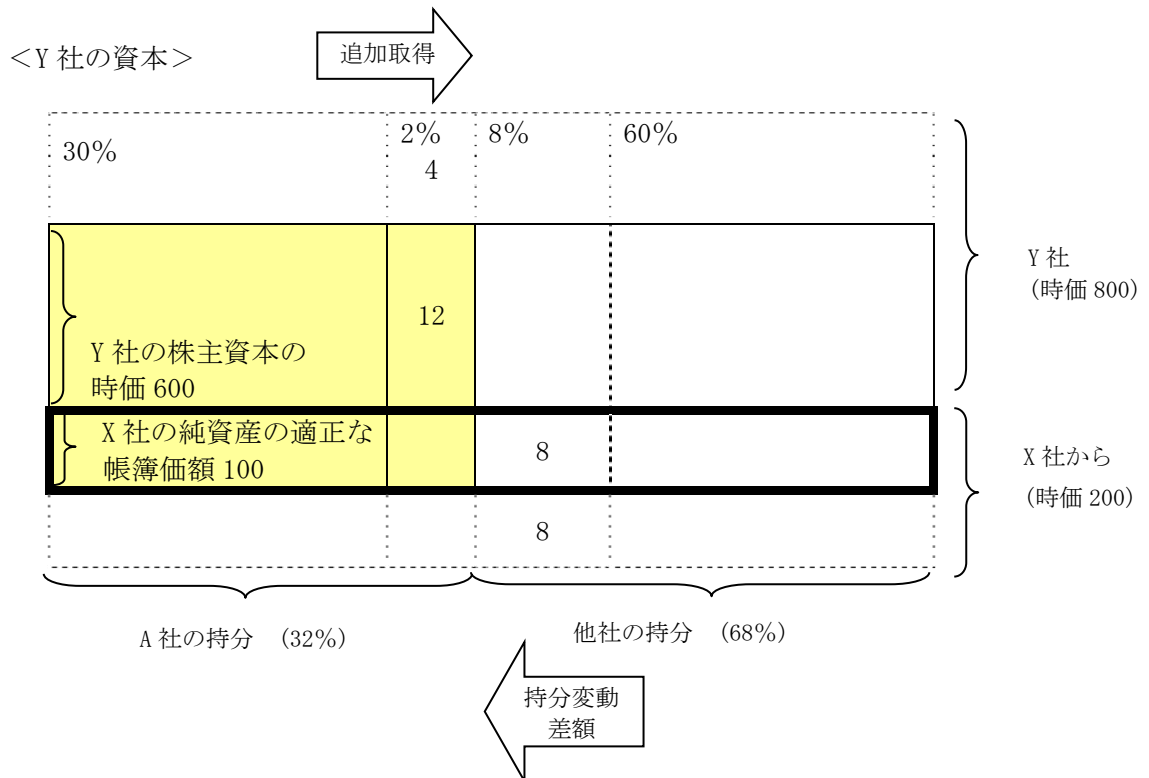 <Y社の資本>
追加取得
30%
2%
4
8%
60%
12
Y社の株主資本の
時価600
Y社
(時価800)
X社の純資産の適正な
帳簿価額100
8
8
X社から
(時価200)
A社の持分 (32%)
他社の持分 (68%)
持分変動
差額